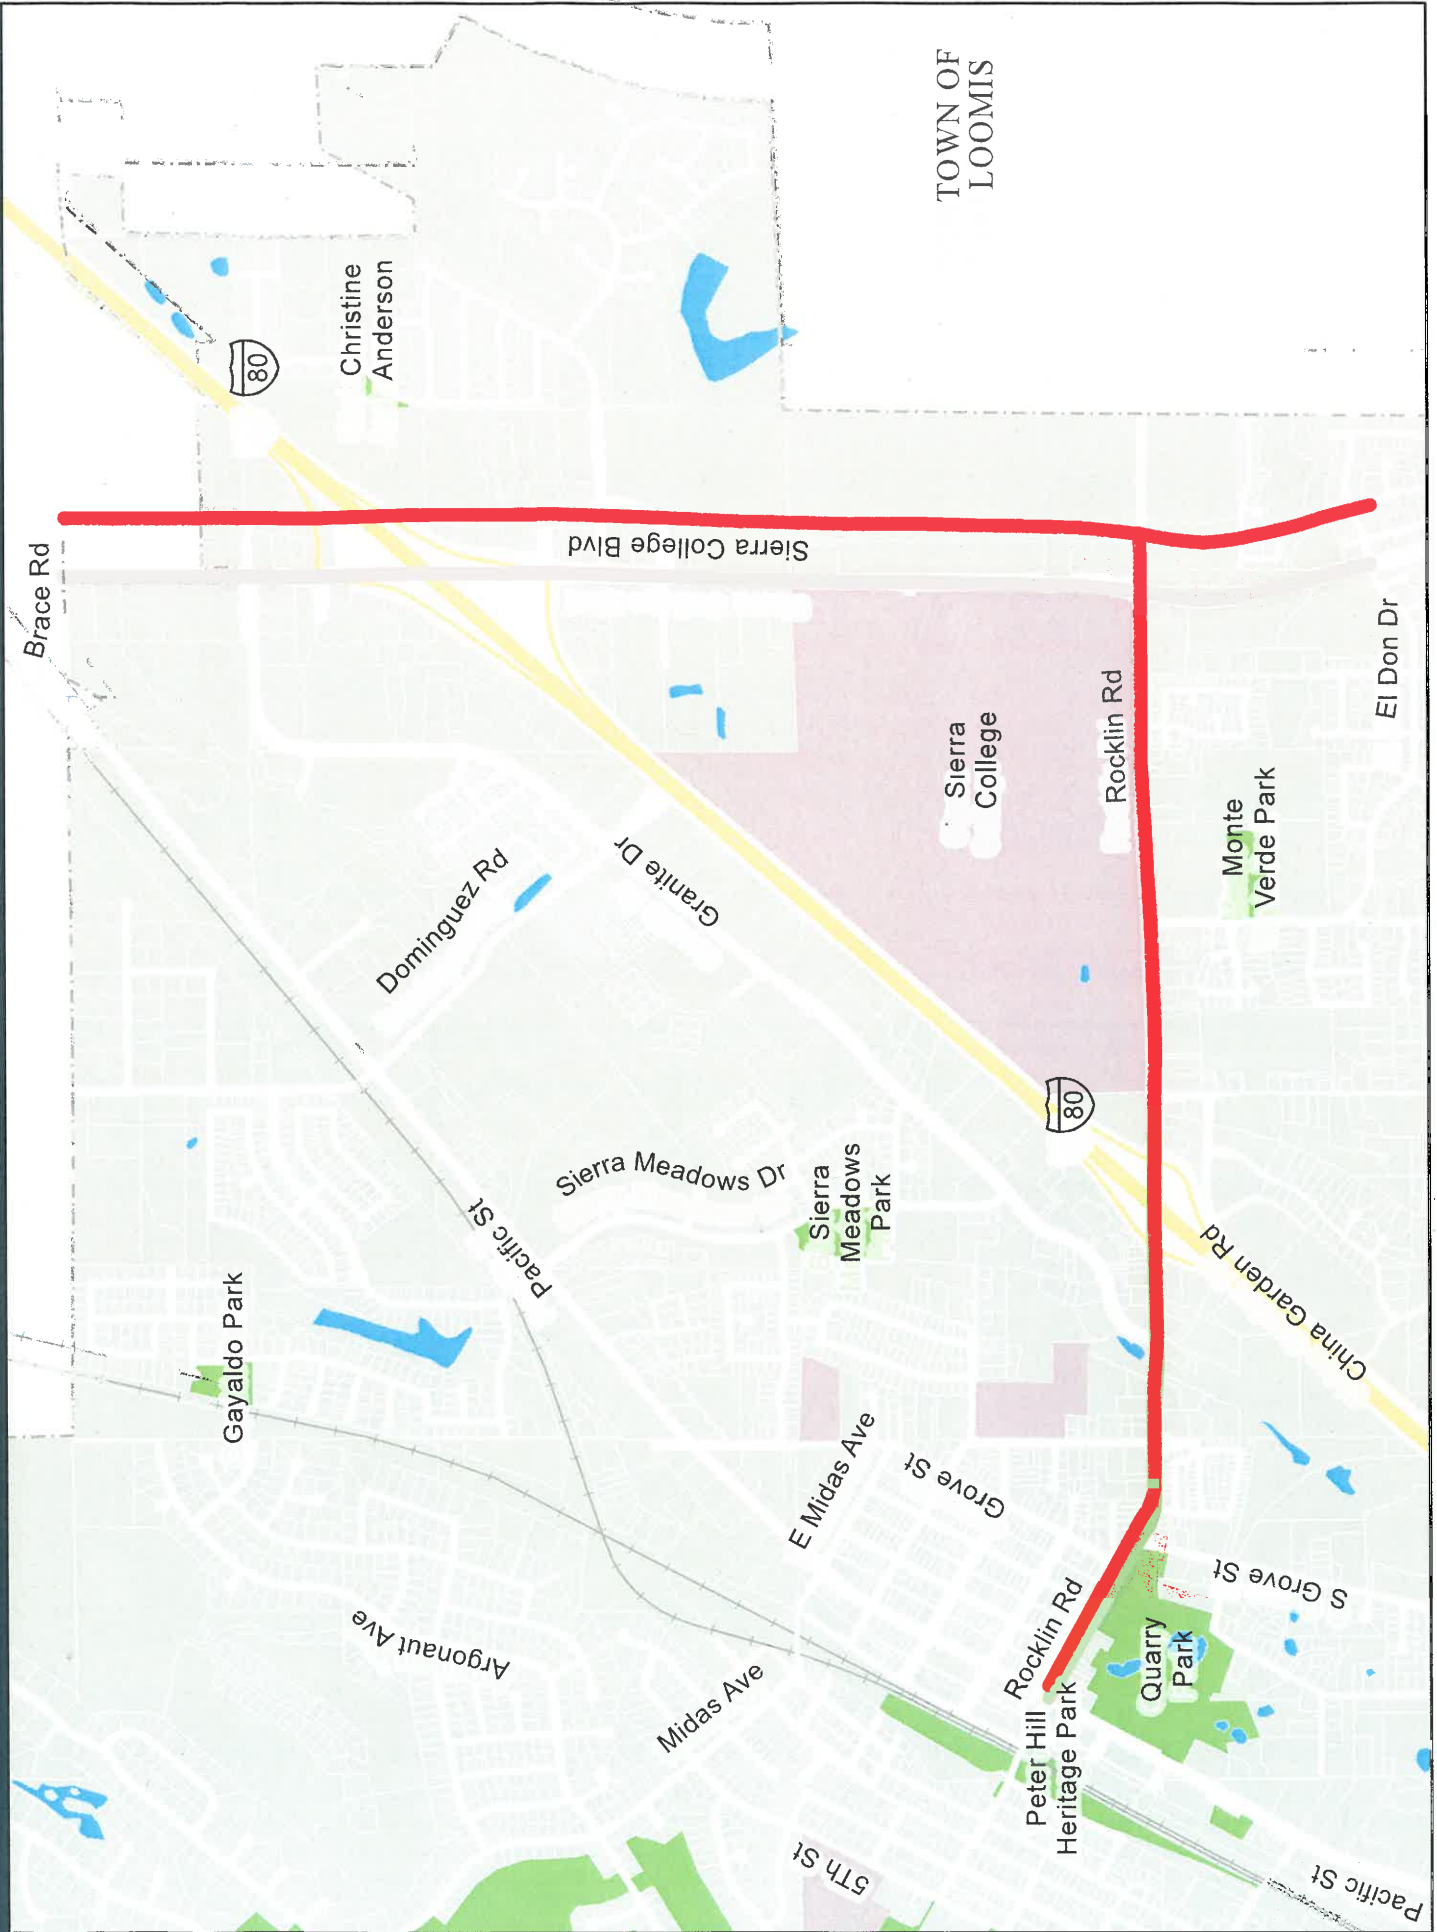 Brace Rd
80
Christine
Anderson
TOWN OF
LOOMIS
Sierra College Blvd
Dominguez Rd
Granite Dr
Sierra
College
Rocklin Rd
El Don Dr
Monte
Verde Park
80
Pacific St
Sierra Meadows Dr
Sierra
Meadows
Park
Gayaldo Park
China Garden Rd
E Midas Ave
Grove St
Argonaut Ave
Midas Ave
Rocklin Rd
S Grove St
Quarry
Park
Peter Hill
Heritage Park
5Th St
Pacific St